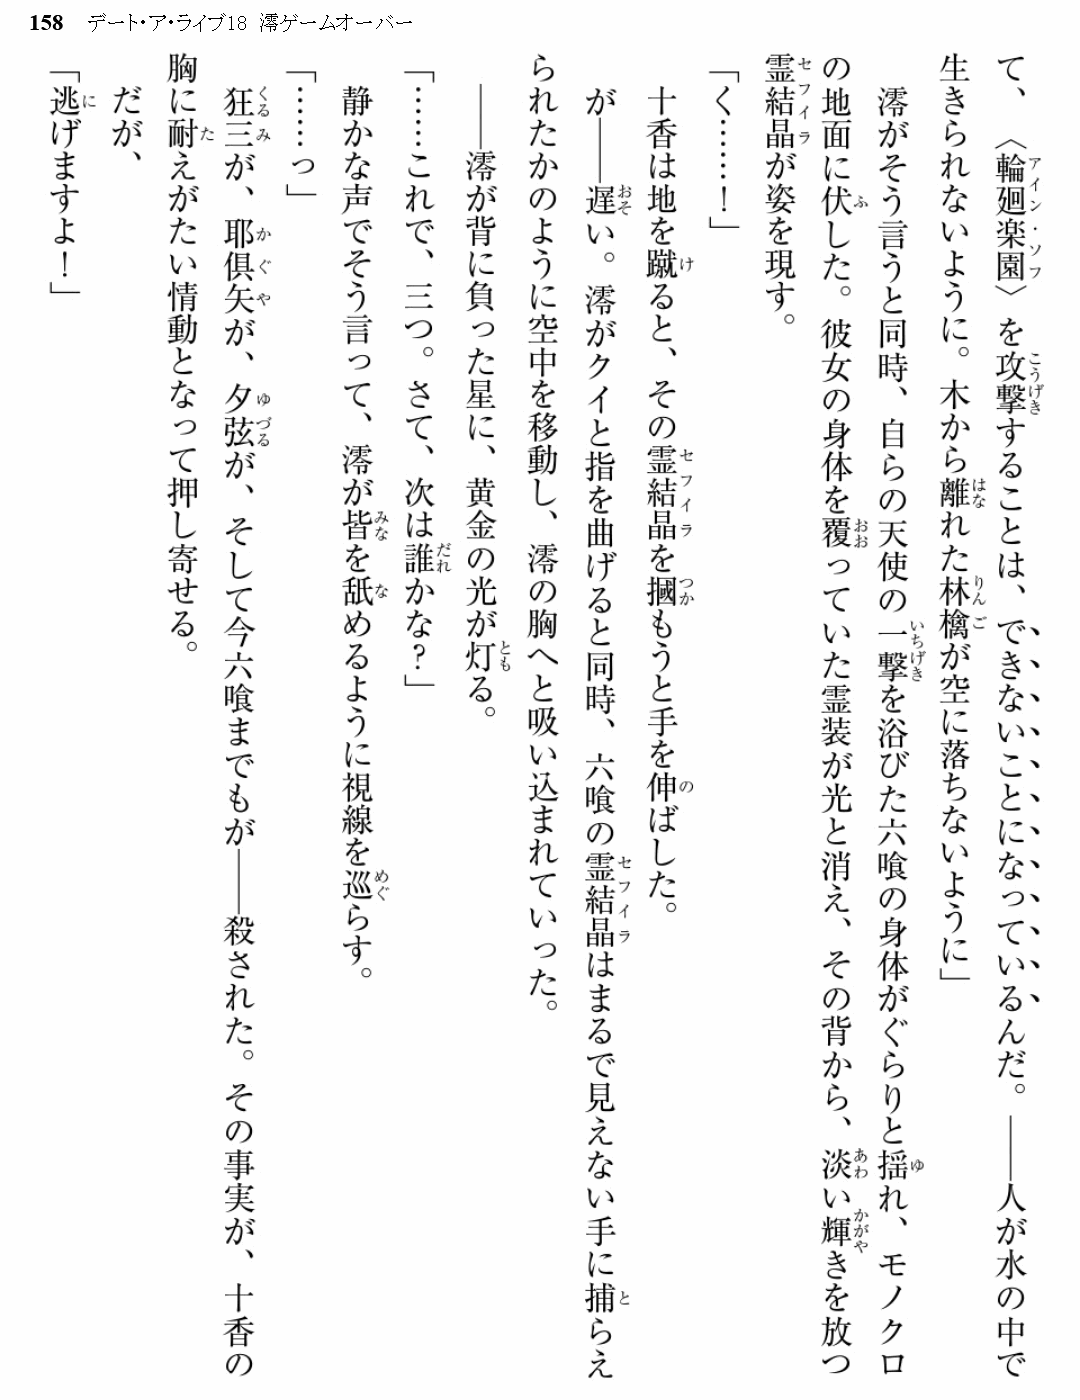 158 デート・ア・ライブ18 澪ゲームオーバー
て、〈輪廻楽園〉を攻撃することは、できないことになっているんだ。――人が水の中で
生きられないように。木から離れた林檎が空に落ちないように」
澪がそう言うと同時、自らの天使の一撃を浴びた六喰の身体がぐらりと揺れ、モノクロ
の地面に伏した。彼女の身体を覆っていた霊装が光と消え、その背から、淡い輝きを放つ
霊結晶が姿を現す。
「く……！」
十香は地を蹴ると、その霊結晶を摑もうと手を伸ばした。
が――遅い。澪がクイと指を曲げると同時、六喰の霊結晶はまるで見えない手に捕らえ
られたかのように空中を移動し、澪の胸へと吸い込まれていった。
――澪が背に負った星に、黄金の光が灯る。
「……これで、三つ。さて、次は誰かな？」
静かな声でそう言って、澪が皆を舐めるように視線を巡らす。
「……っ」
狂三が、耶俱矢が、夕弦が、そして今六喰までもが――殺された。その事実が、十香の
胸に耐えがたい情動となって押し寄せる。
だが、
「逃げますよ！」